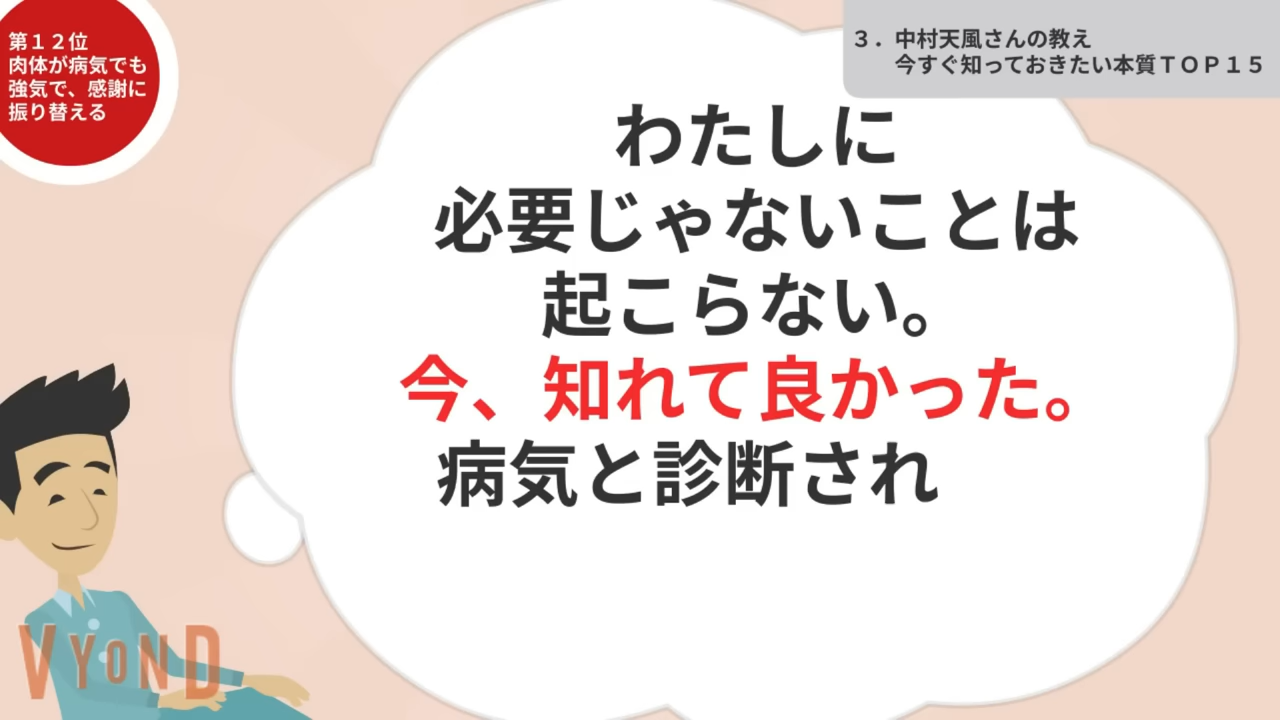 第１２位
肉体が病気でも
強気で、感謝に
振り替える
３．中村天風さんの教え
今すぐ知っておきたい本質ＴＯＰ１５
わたしに
必要じゃないことは
起こらない。
今、知れて良かった。
病気と診断され
VYOND